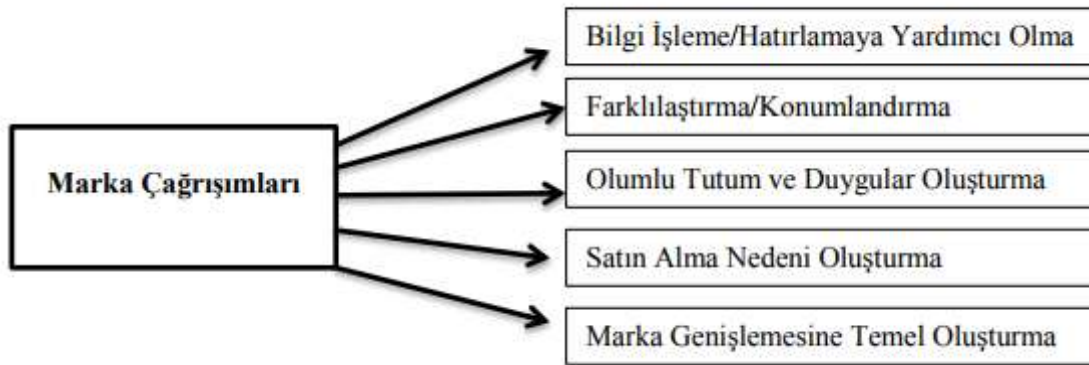 Bilgi İşleme/Hatırlamaya Yardımcı Olma
Farklılaştırma/Konumlandırma
Marka Çağrışımları
Olumlu Tutum ve Duygular Oluşturma
Satın Alma Nedeni Oluşturma
Marka Genişlemesine Temel Oluşturma